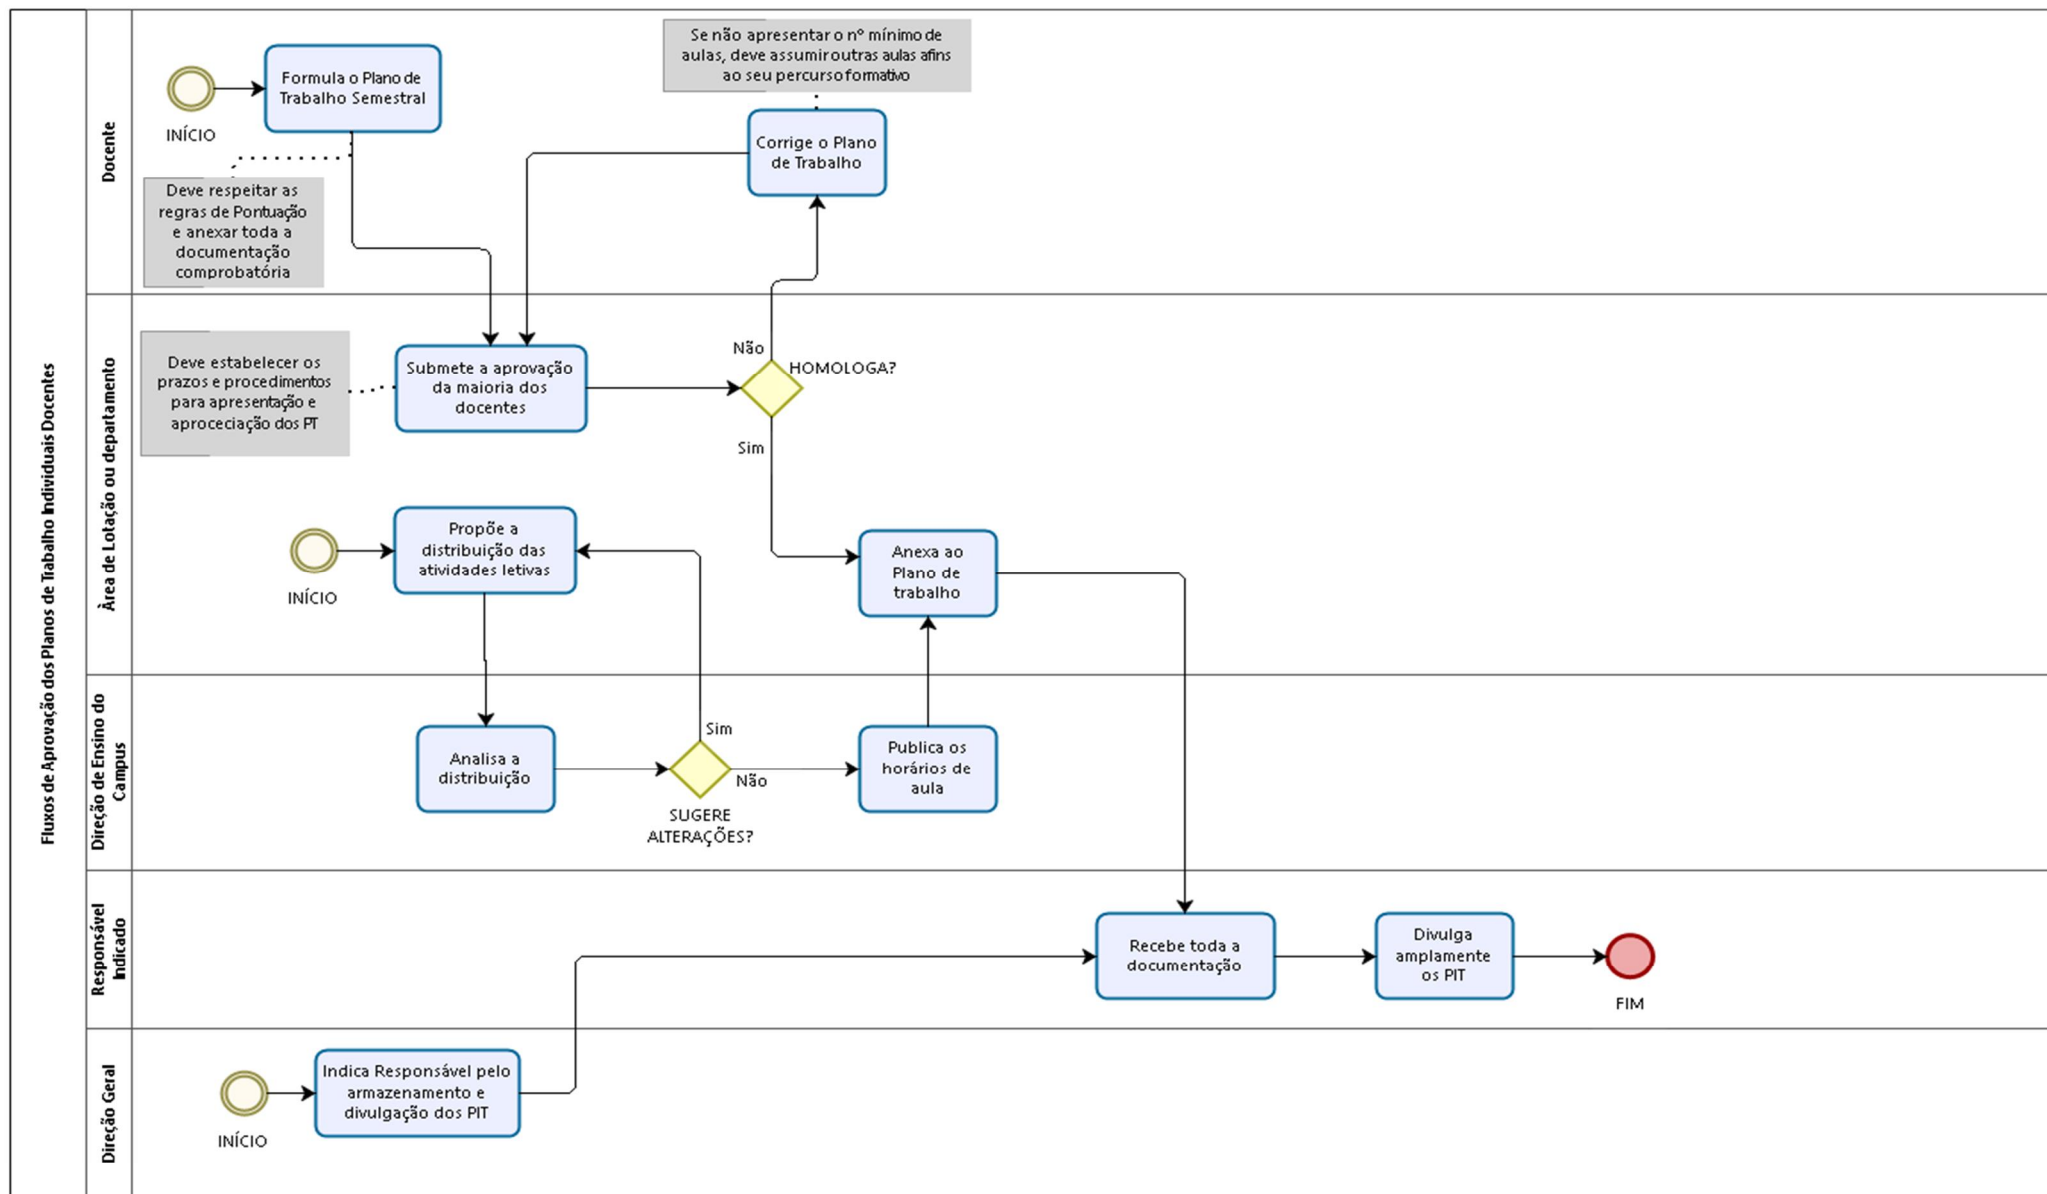 Fluxos de Aprovação dos Planos de Trabalho Individuais Docentes
Docente
INÍCIO
Formula o Plano de
Trabalho Semestral
Deve respeitar as
regras de Pontuação
e anexar toda a
documentação
comprobatória
Se não apresentar o nº mínimo de
aulas, deve assumir outras aulas afins
ao seu percurso formativo
Corrige o Plano
de Trabalho
Àrea de Lotação ou departamento
Deve estabelecer os
prazos e procedimentos
para apresentação e
aproceciação dos PT
Submete a aprovação
da maioria dos
docentes
Não
HOMOLOGA?
Sim
INÍCIO
Propõe a
distribuição das
atividades letivas
Anexa ao
Plano de
trabalho
Direção de Ensino do
Campus
Analisa a
distribuição
Sim
Não
SUGERE
ALTERAÇÕES?
Publica os
horários de
aula
Responsável
Indicado
Recebe toda a
documentação
Divulga
amplamente
os PIT
FIM
Direção Geral
INÍCIO
Indica Responsável pelo
armazenamento e
divulgação dos PIT